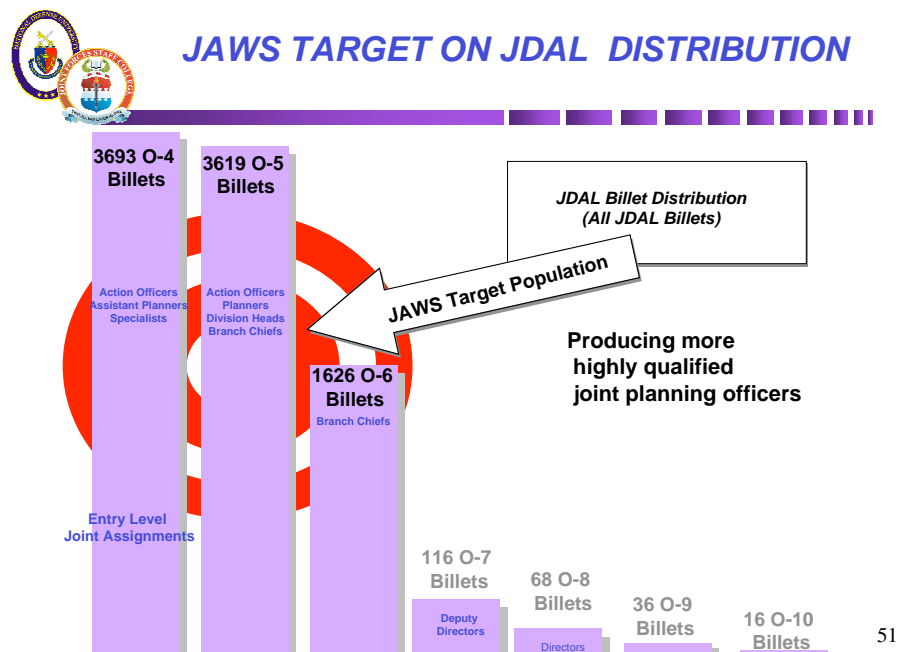 JAWS TARGET ON JDAL DISTRIBUTION
3693 O-4
Billets
3619 O-5
Billets
JDAL Billet Distribution
(All JDAL Billets)
JAWS Target Population
Action Officers
Assistant Planners
Specialists
Action Officers
Planners
Division Heads
Branch Chiefs
Producing more
highly qualified
joint planning officers
1626 O-6
Billets
Branch Chiefs
Entry Level
Joint Assignments
116 O-7
Billets
68 O-8
Billets
36 O-9
Billets
16 O-10
Billets
Deputy
Directors
Directors
51